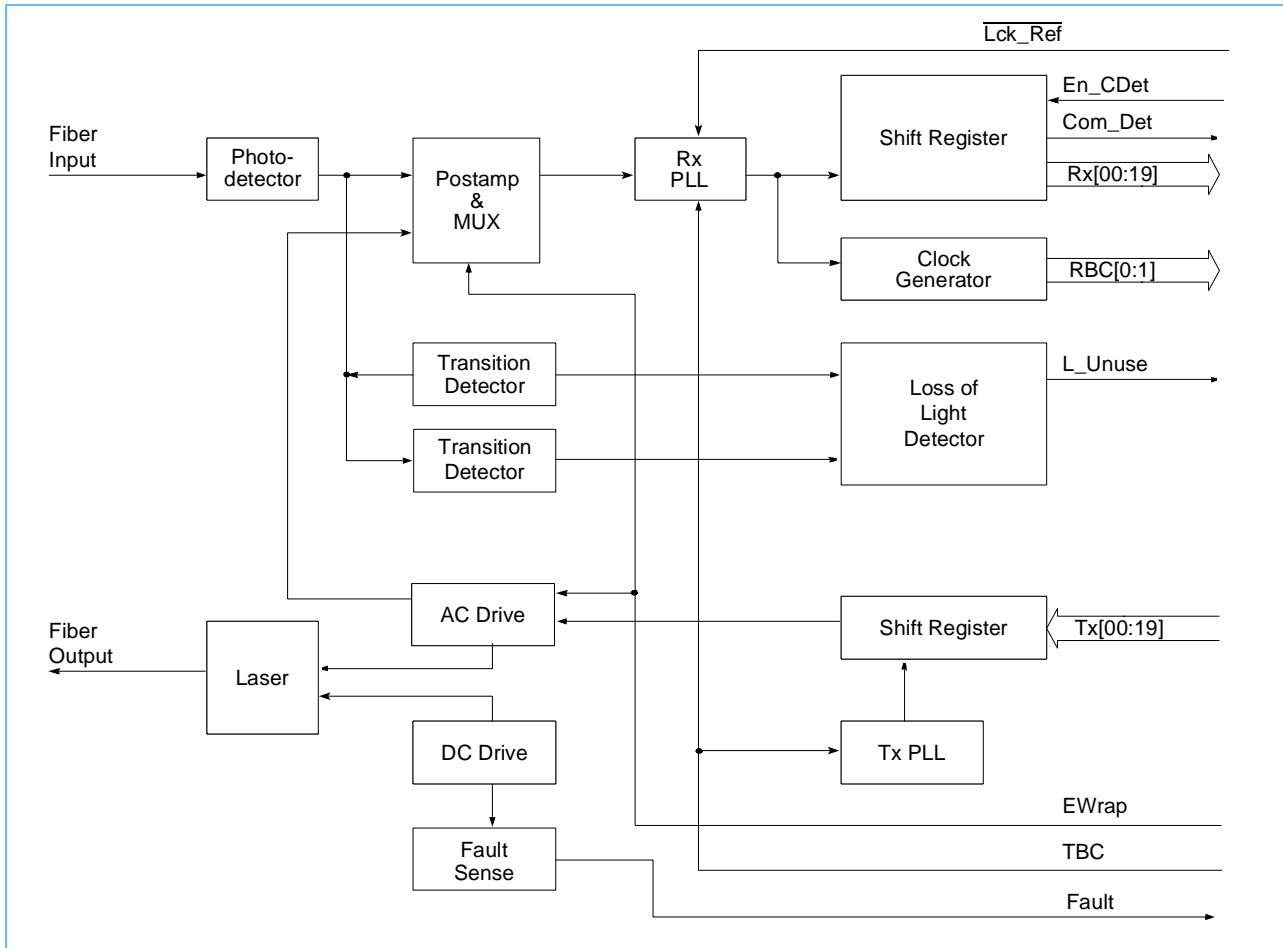 Lck_Ref
En_CDet
Com_Det
Rx[00:19]
Fiber
Input
Photo-
detector
Postamp
&
MUX
Rx
PLL
Shift Register
Clock
Generator
RBC[0:1]
Transition
Detector
Loss of
Light
Detector
L_Unuse
Transition
Detector
AC Drive
Shift Register
Tx[00:19]
Fiber
Output
Laser
DC Drive
Tx PLL
EWrap
Fault
Sense
TBC
Fault